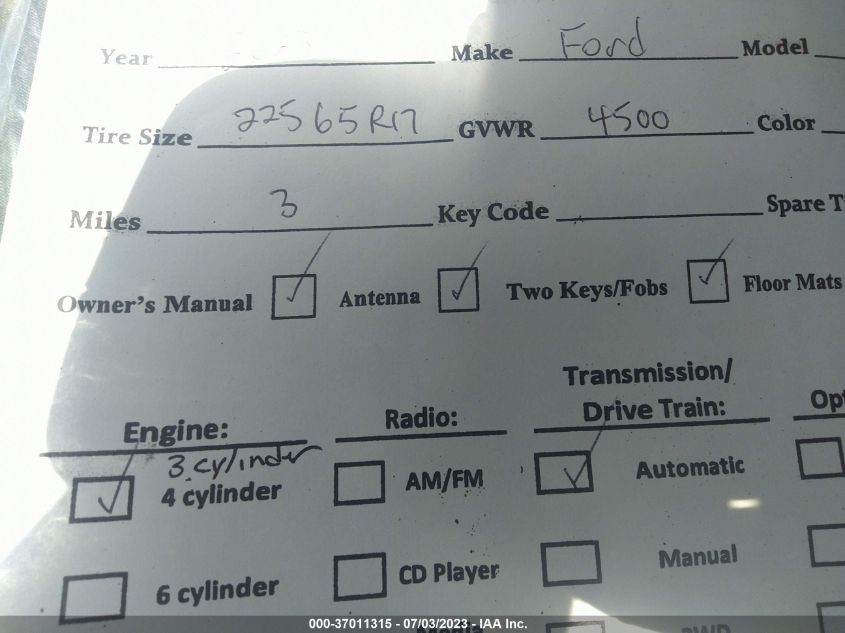 Year Make Ford Model
Tire Size 22565R17 GVWR 4500 Color
Miles 3 Key Code Spare T
Owner's Manual Antenna Two Keys/Fobs Floor Mats
Transmission/
Engine: Radio: Drive Train: Op
3 cylinder
4 cylinder AM/FM Automatic
6 cylinder CD Player Manual
000-37011315 - 07/03/2023 - IAA Inc.